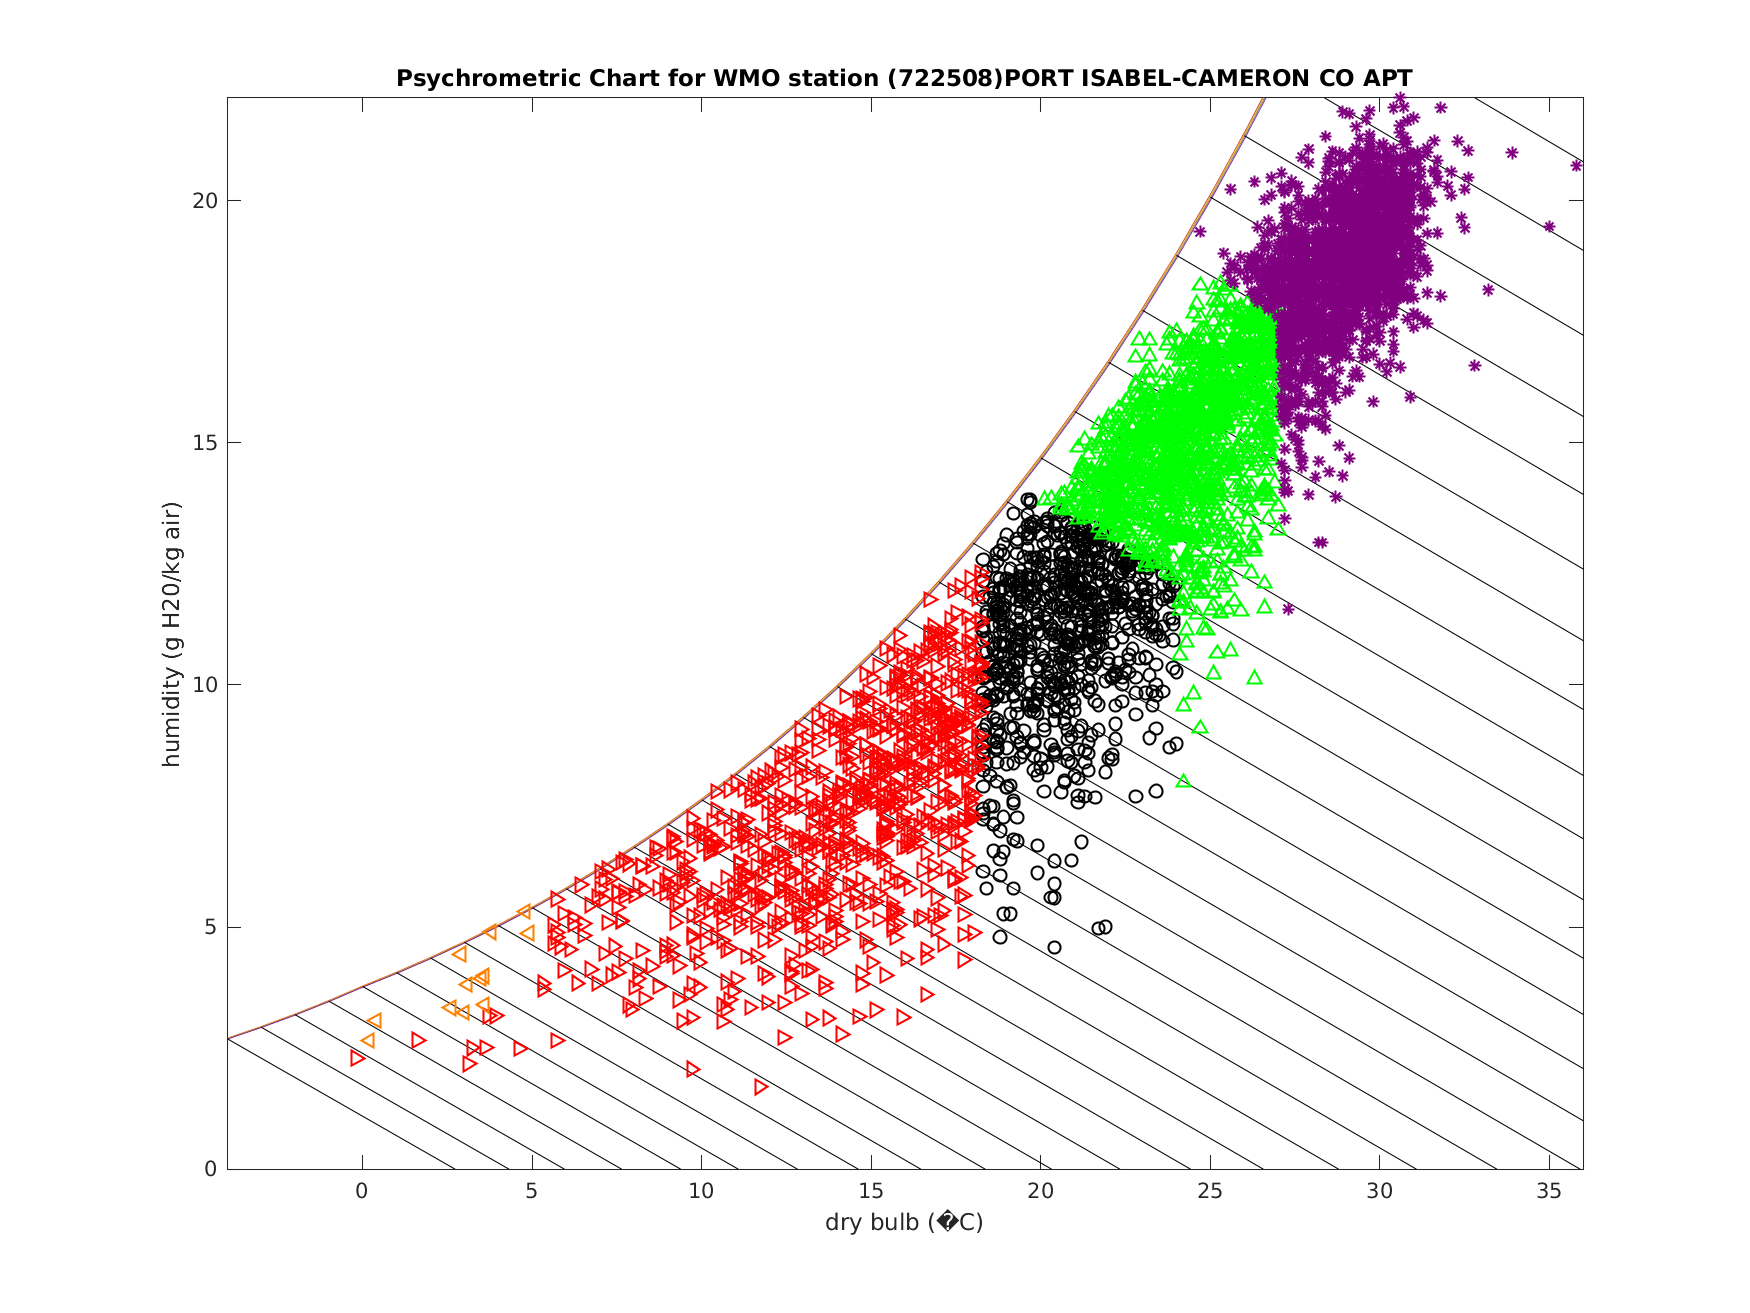 Psychrometric Chart for WMO station (722508)PORT ISABEL-CAMERON CO APT
20
15
10
5
0
humidity (g H20/kg air)
0 5 10 15 20 25 30 35
dry bulb (�C)